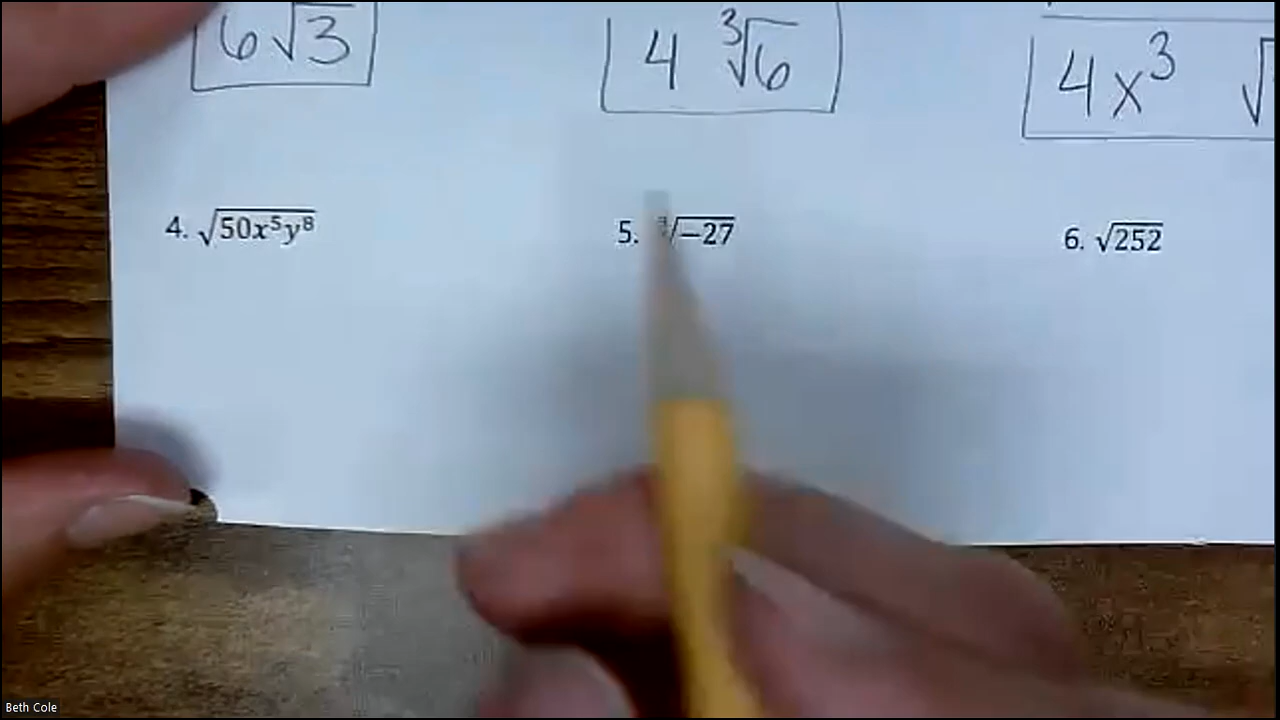 6√3 4 ∛6 4x³ √
4. √50x⁵y⁸ 5. ∛−27 6. √252
Beth Cole